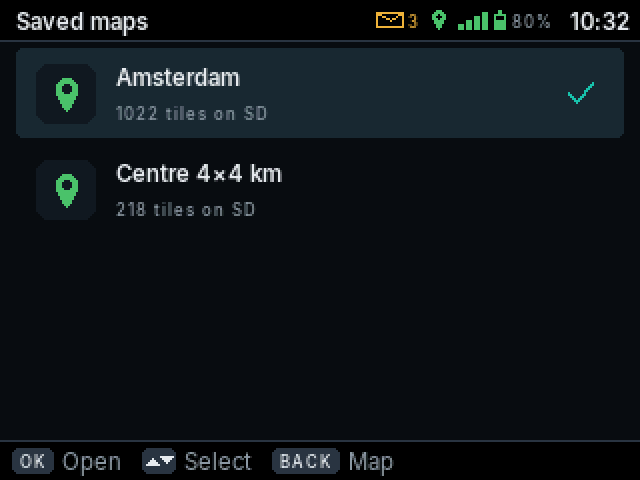 Saved maps 3 80% 10:32
Amsterdam
1022 tiles on SD
Centre 4×4 km
218 tiles on SD
OK Open Select BACK Map